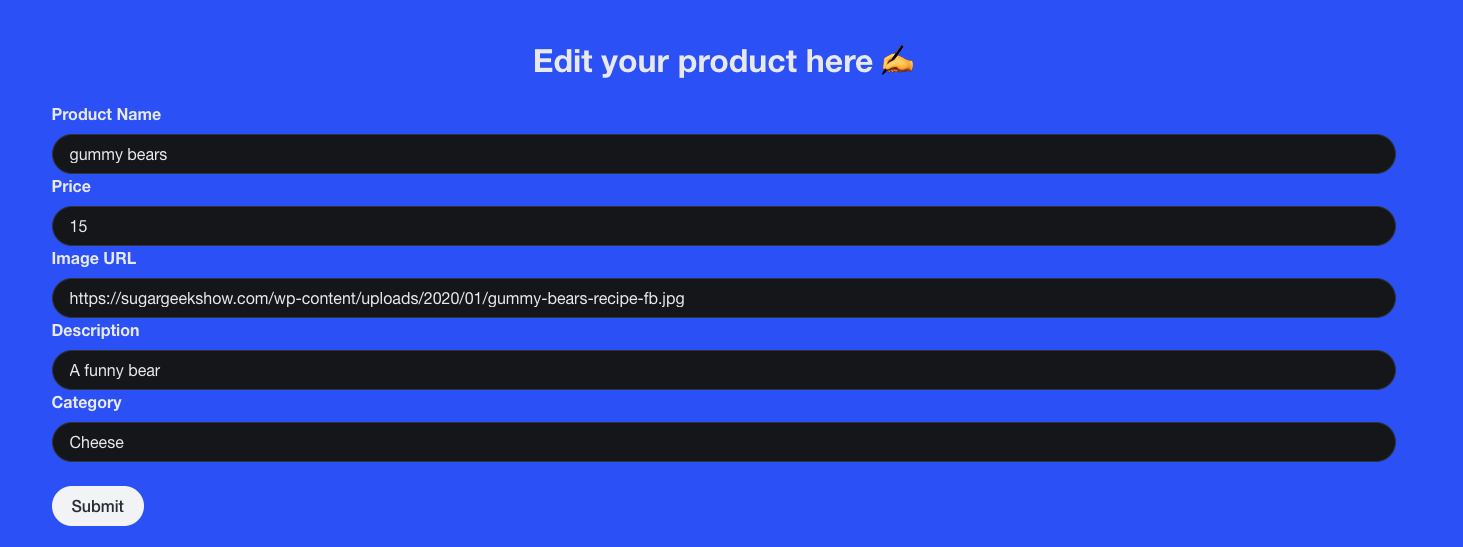 Edit your product here ✍️
Product Name
gummy bears
Price
15
Image URL
https://sugargeekshow.com/wp-content/uploads/2020/01/gummy-bears-recipe-fb.jpg
Description
A funny bear
Category
Cheese
Submit